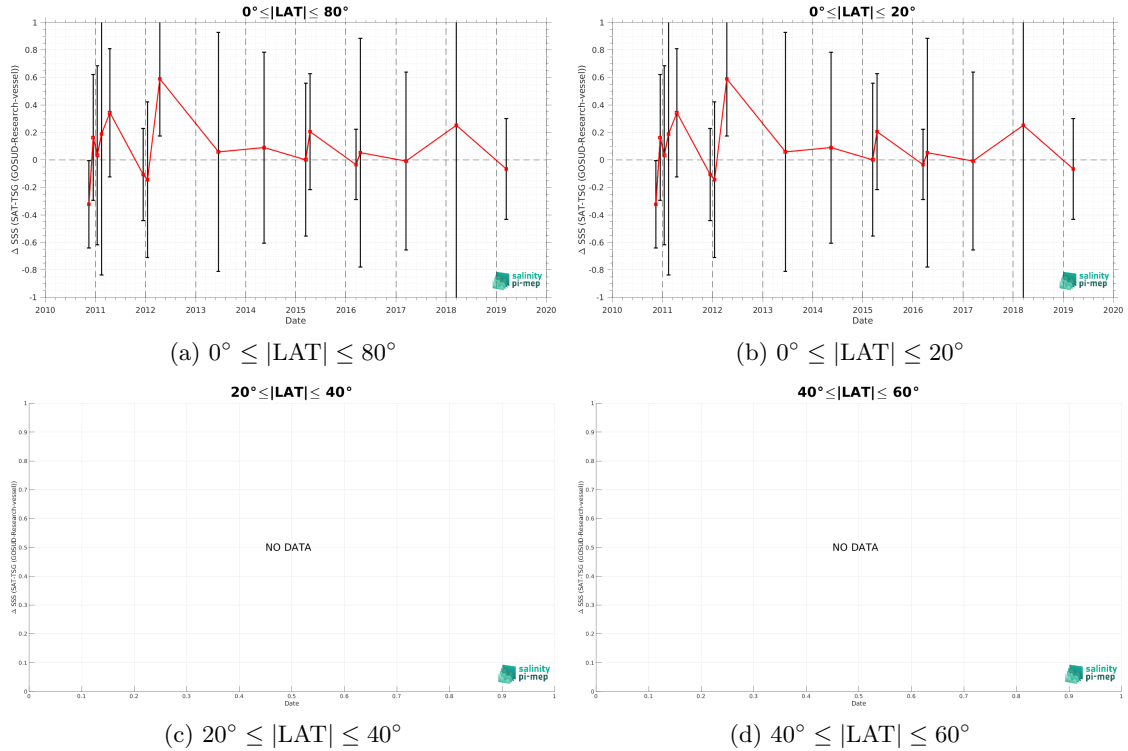 0°≤|LAT|≤ 80°
Δ SSS (SAT-TSG (GOSUD-Research-vessel))
1
0.8
0.6
0.4
0.2
0
-0.2
-0.4
-0.6
-0.8
-1
2010 2011 2012 2013 2014 2015 2016 2017 2018 2019 2020
Date
salinity
pi-mep
(a) 0° ≤ |LAT| ≤ 80°
0°≤|LAT|≤ 20°
Δ SSS (SAT-TSG (GOSUD-Research-vessel))
1
0.8
0.6
0.4
0.2
0
-0.2
-0.4
-0.6
-0.8
-1
2010 2011 2012 2013 2014 2015 2016 2017 2018 2019 2020
Date
salinity
pi-mep
(b) 0° ≤ |LAT| ≤ 20°
20°≤|LAT|≤ 40°
Δ SSS (SAT-TSG (GOSUD-Research-vessel))
1
0.9
0.8
0.7
0.6
0.5
0.4
0.3
0.2
0.1
0
NO DATA
0 0.1 0.2 0.3 0.4 0.5 0.6 0.7 0.8 0.9 1
Date
salinity
pi-mep
(c) 20° ≤ |LAT| ≤ 40°
40°≤|LAT|≤ 60°
Δ SSS (SAT-TSG (GOSUD-Research-vessel))
1
0.9
0.8
0.7
0.6
0.5
0.4
0.3
0.2
0.1
0
NO DATA
0 0.1 0.2 0.3 0.4 0.5 0.6 0.7 0.8 0.9 1
Date
salinity
pi-mep
(d) 40° ≤ |LAT| ≤ 60°